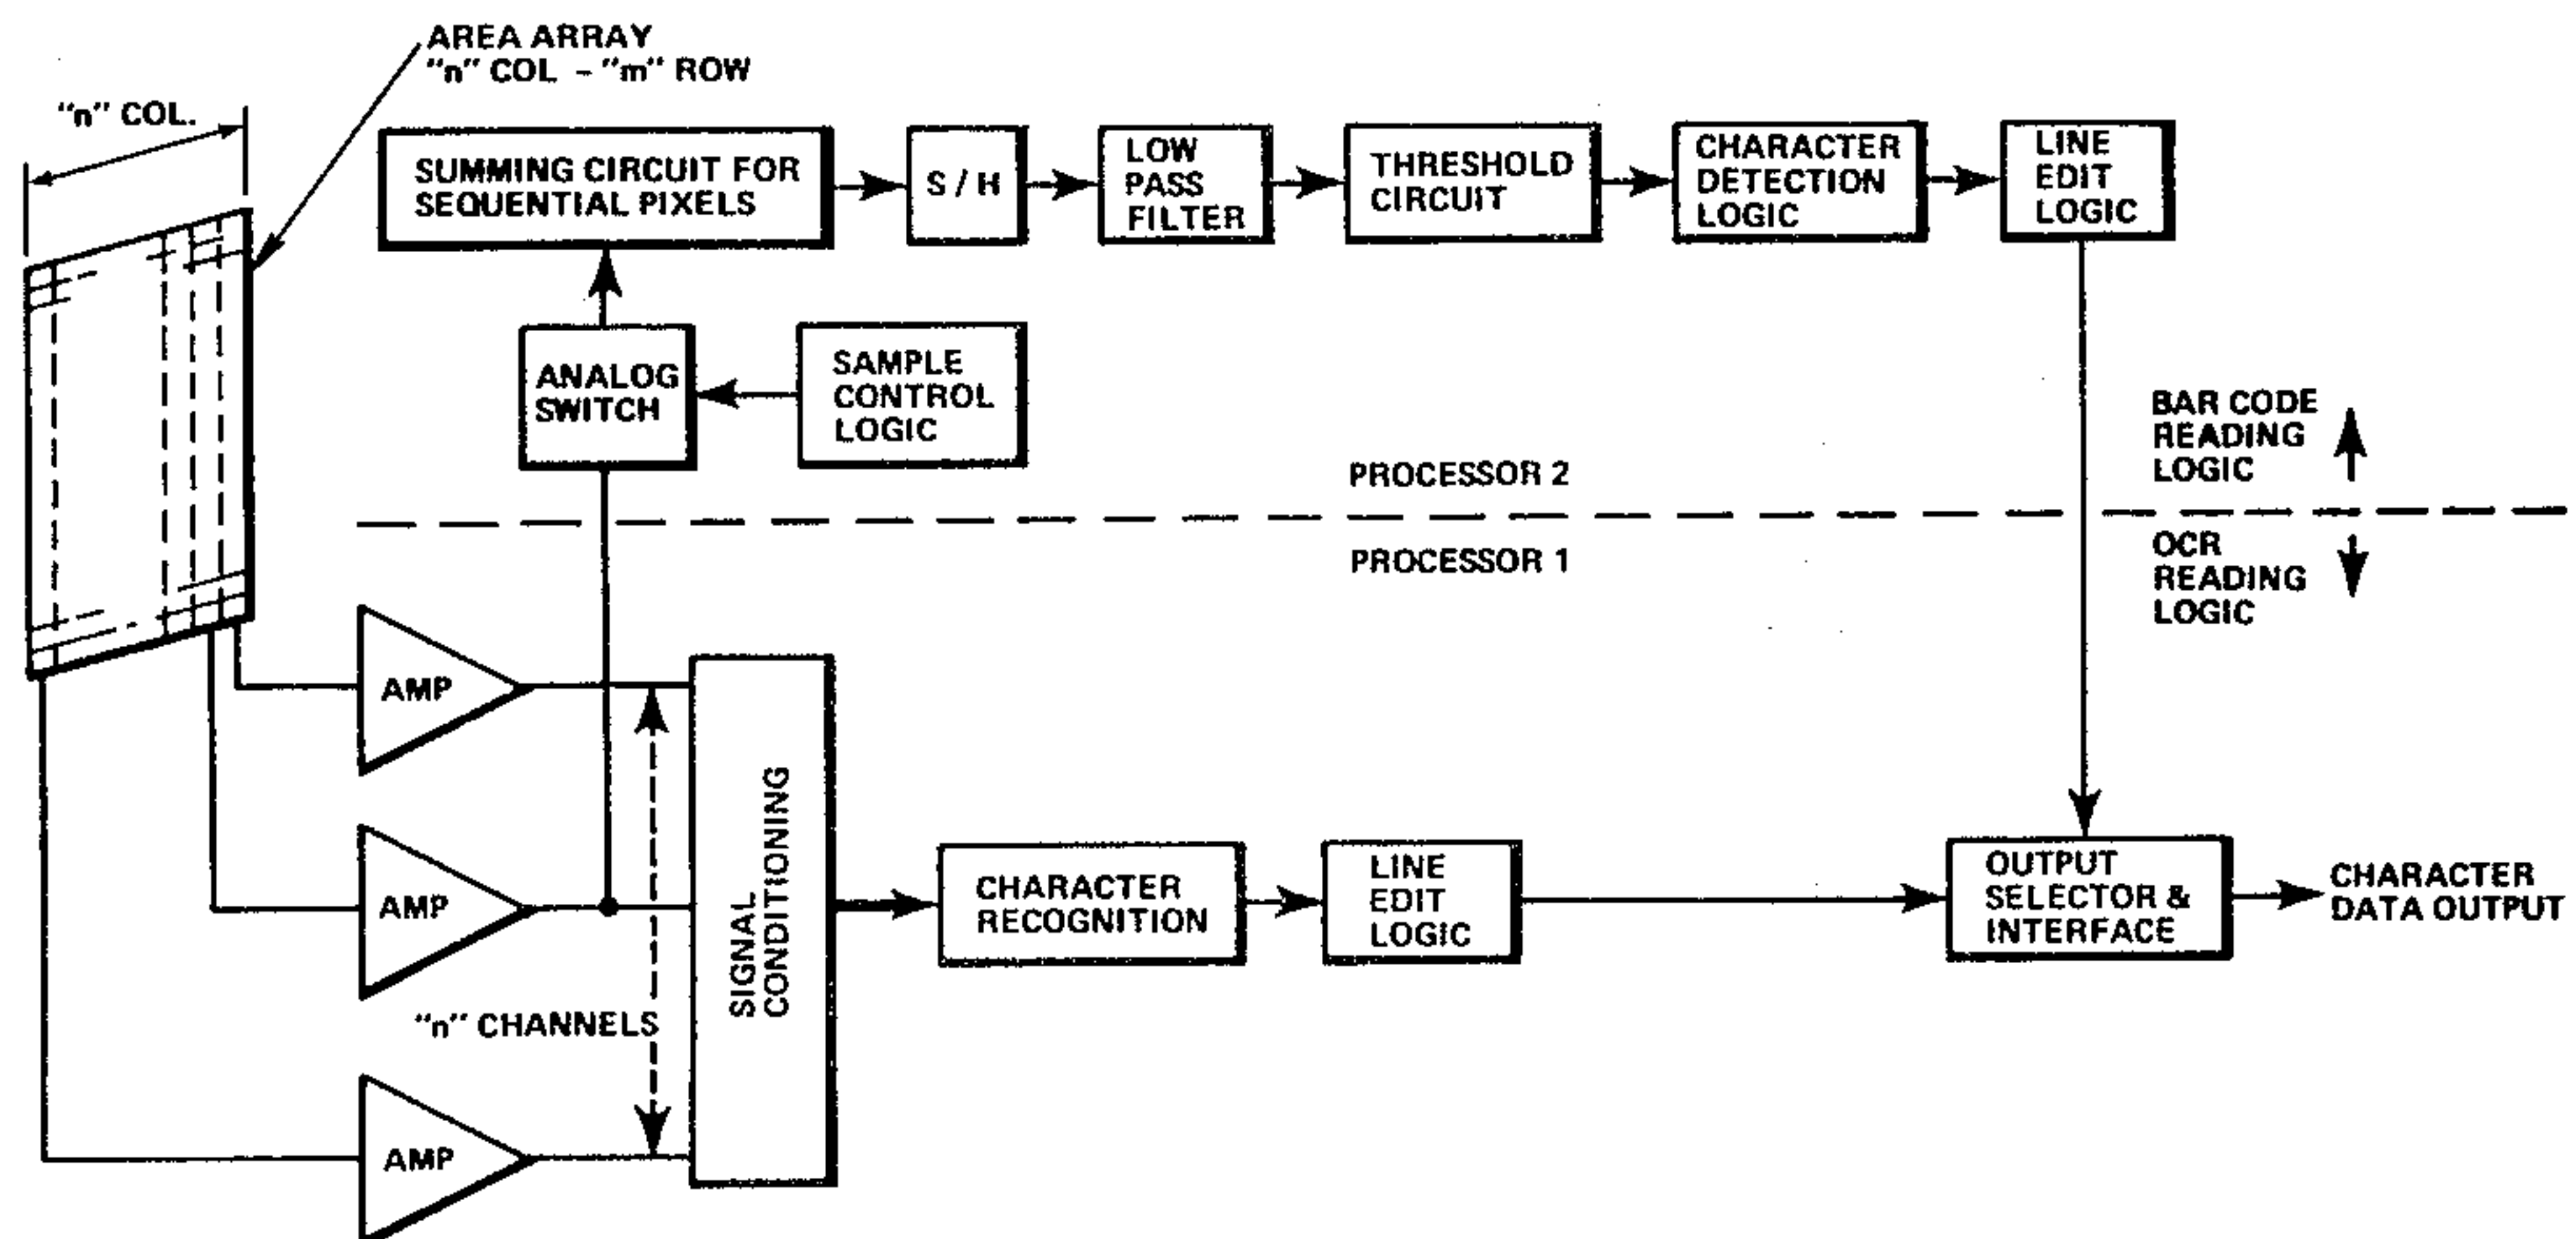 AREA ARRAY
"n" COL – "m" ROW
"n" COL.
SUMMING CIRCUIT FOR
SEQUENTIAL PIXELS
S / H
LOW
PASS
FILTER
THRESHOLD
CIRCUIT
CHARACTER
DETECTION
LOGIC
LINE
EDIT
LOGIC
ANALOG
SWITCH
SAMPLE
CONTROL
LOGIC
BAR CODE
READING
LOGIC
PROCESSOR 2
PROCESSOR 1
OCR
READING
LOGIC
AMP
AMP
AMP
"n" CHANNELS
SIGNAL
CONDITIONING
CHARACTER
RECOGNITION
LINE
EDIT
LOGIC
OUTPUT
SELECTOR &
INTERFACE
CHARACTER
DATA OUTPUT